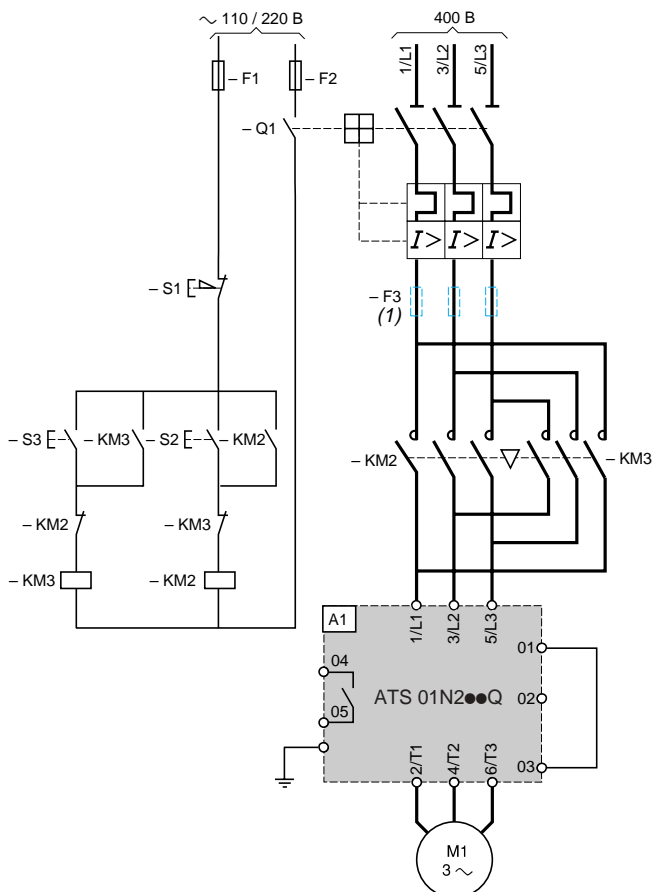 ~ 110 / 220 В
400 В
1/L1
3/L2
5/L3
– F1
– F2
– Q1
I>
I>
I>
– S1
– F3
(1)
– S3
– KM3
– S2
– KM2
– KM2
– KM3
– KM2
– KM3
– KM3
– KM2
A1
1/L1
3/L2
5/L3
01
04
ATS 01N2●●Q
02
05
03
2/T1
4/T2
6/T3
M1
3 ~